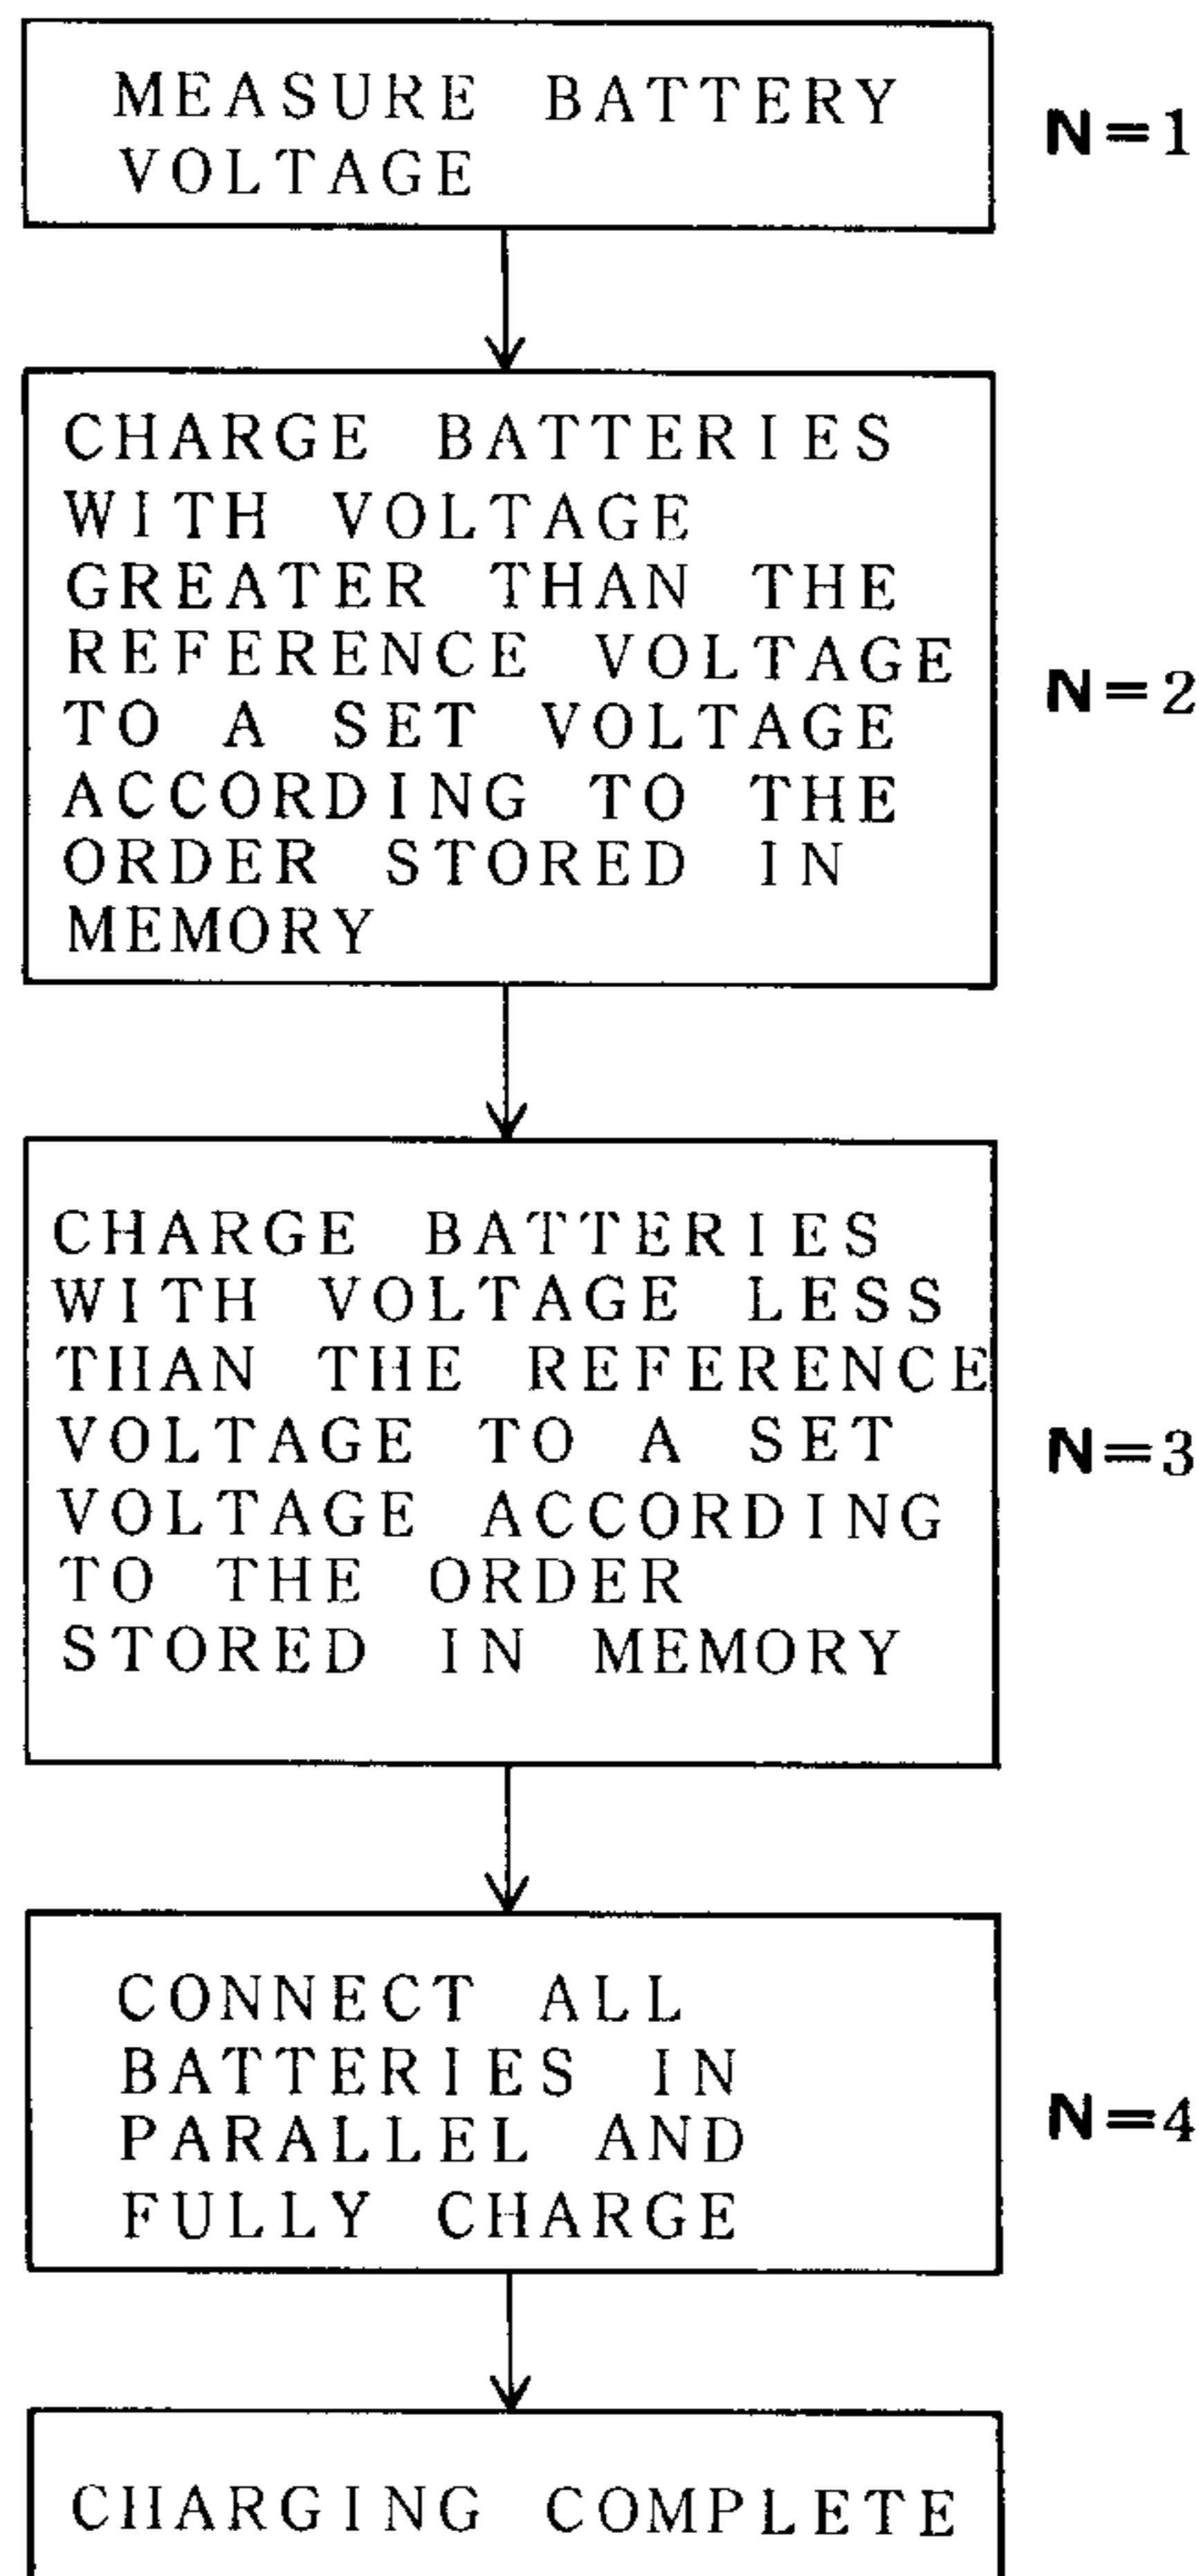 MEASURE BATTERY
VOLTAGE
N=1
CHARGE BATTERIES
WITH VOLTAGE
GREATER THAN THE
REFERENCE VOLTAGE
TO A SET VOLTAGE
ACCORDING TO THE
ORDER STORED IN
MEMORY
N=2
CHARGE BATTERIES
WITH VOLTAGE LESS
THAN THE REFERENCE
VOLTAGE TO A SET
VOLTAGE ACCORDING
TO THE ORDER
STORED IN MEMORY
N=3
CONNECT ALL
BATTERIES IN
PARALLEL AND
FULLY CHARGE
N=4
CHARGING COMPLETE